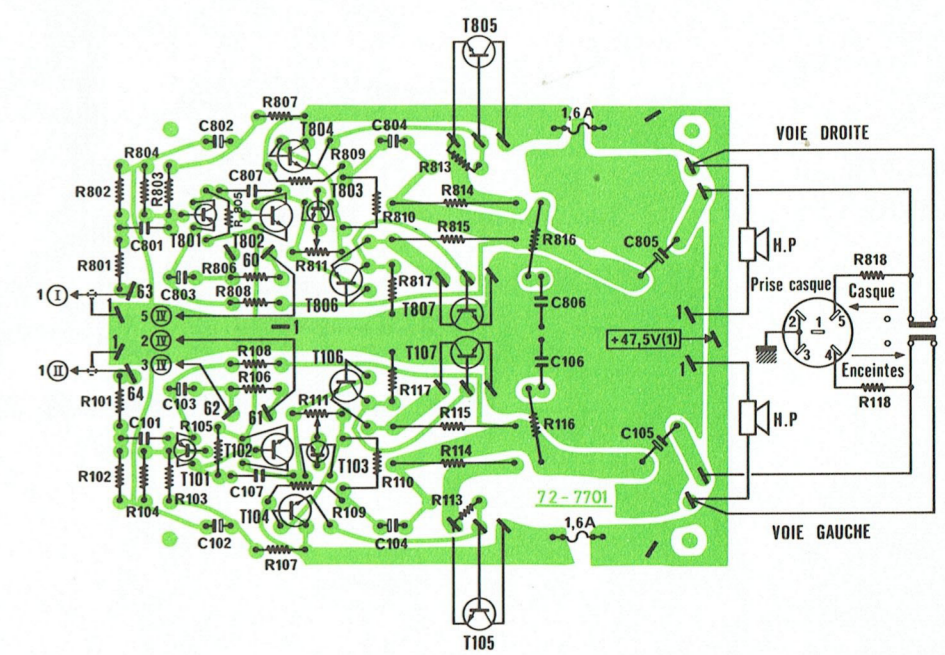 T805
R807
1,6A
C802
T804
C804
VOIE DROITE
R804
R809
R813
R802
R803
C807
T803
R814
R805
R810
C801
T801
T802
R815
R816
C805
H.P
60
R801
R806
R811
R817
R818
63
C803
R808
T806
T807
C806
Prise casque
Casque
1 I
5 IV
1
1
2
1
5
1
2 IV
+47,5V(1)
3
4
1
R108
T106
T107
C106
1
Enceintes
1 II
3 IV
64
R106
R117
R118
R101
C103
62
61
R111
R115
R116
H.P
C101
R105
T102
C105
R102
T101
C107
T103
R114
R104
R103
R110
R113
72-7701
T104
R109
C102
C104
1,6A
VOIE GAUCHE
R107
T105